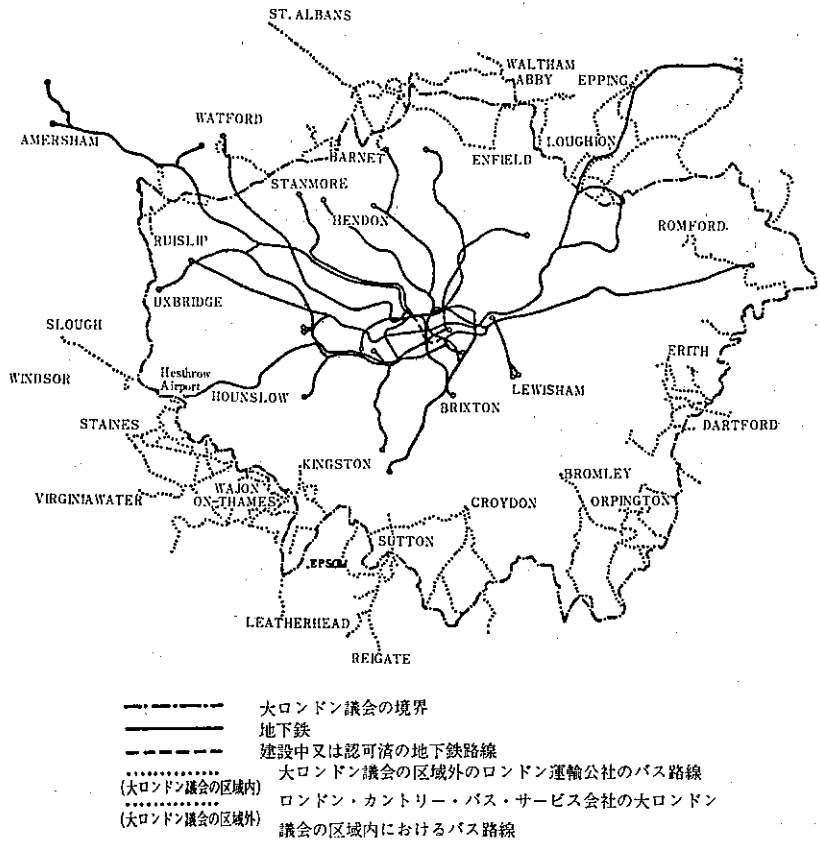 ST. ALBANS
WALTHAM
ABBY
EPPING
AMERSHAM
WATFORD
BARNET
ENFIELD
LOUGHION
STANMORE
HENDON
ROMFORD
RUISLIP
UXBRIDGE
SLOUGH
WINDSOR
Hesthrow
Airport
HOUNSLOW
ERITH
LEWISHAM
BRIXTON
DARTFORD
STAINES
KINGSTON
BROMLEY
VIRGINIAWATER
WAJON
ON-THAMES
CROYDON
ORPINGTON
SUTTON
EPSOM
LEATHERHEAD
REIGATE
大ロンドン議会の境界
地下鉄
建設中又は認可済の地下鉄路線
大ロンドン議会の区域外のロンドン運輸公社のバス路線
(大ロンドン議会の区域内)
ロンドン・カントリー・バス・サービス会社の大ロンドン
(大ロンドン議会の区域外)
議会の区域内におけるバス路線